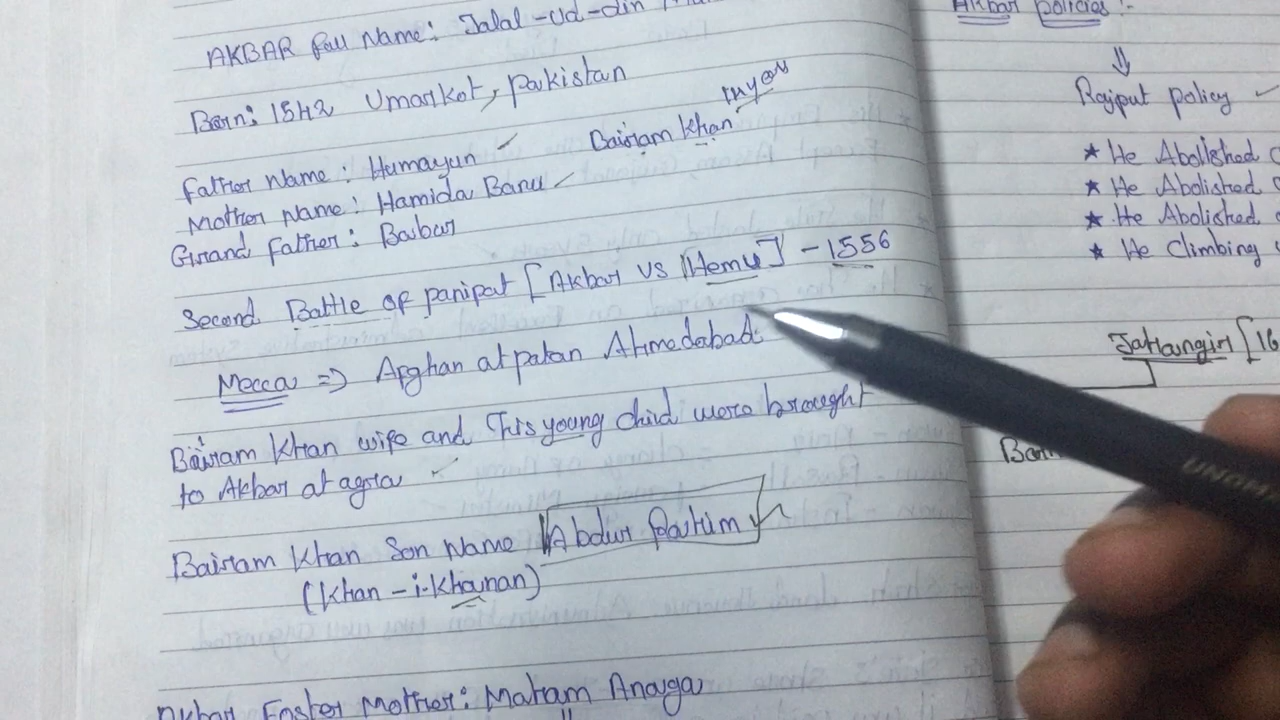 AKBAR full Name: Jalal-ud-din
Born: 1542 Umarkot, Pakistan
Father Name: Humayun
Bairam Khan
Mother Name: Hamida Banu
Grand Father: Babur
Second Battle of panipat [Akbar VS Hemu] - 1556
Mecca => Afghan at patan Ahmedabad
Bairam Khan wife and This young child were brought
to Akbar at agra
Bairam Khan Son Name Abdur Rahim
(Khan-i-Khanan)
Akbar Foster Mother: Maham Anaga
Akbar policies:
Rajput policy
★ He Abolished
★ He Abolished
★ He Abolished
★ He Climbing
Jahangir [16
UNOMA